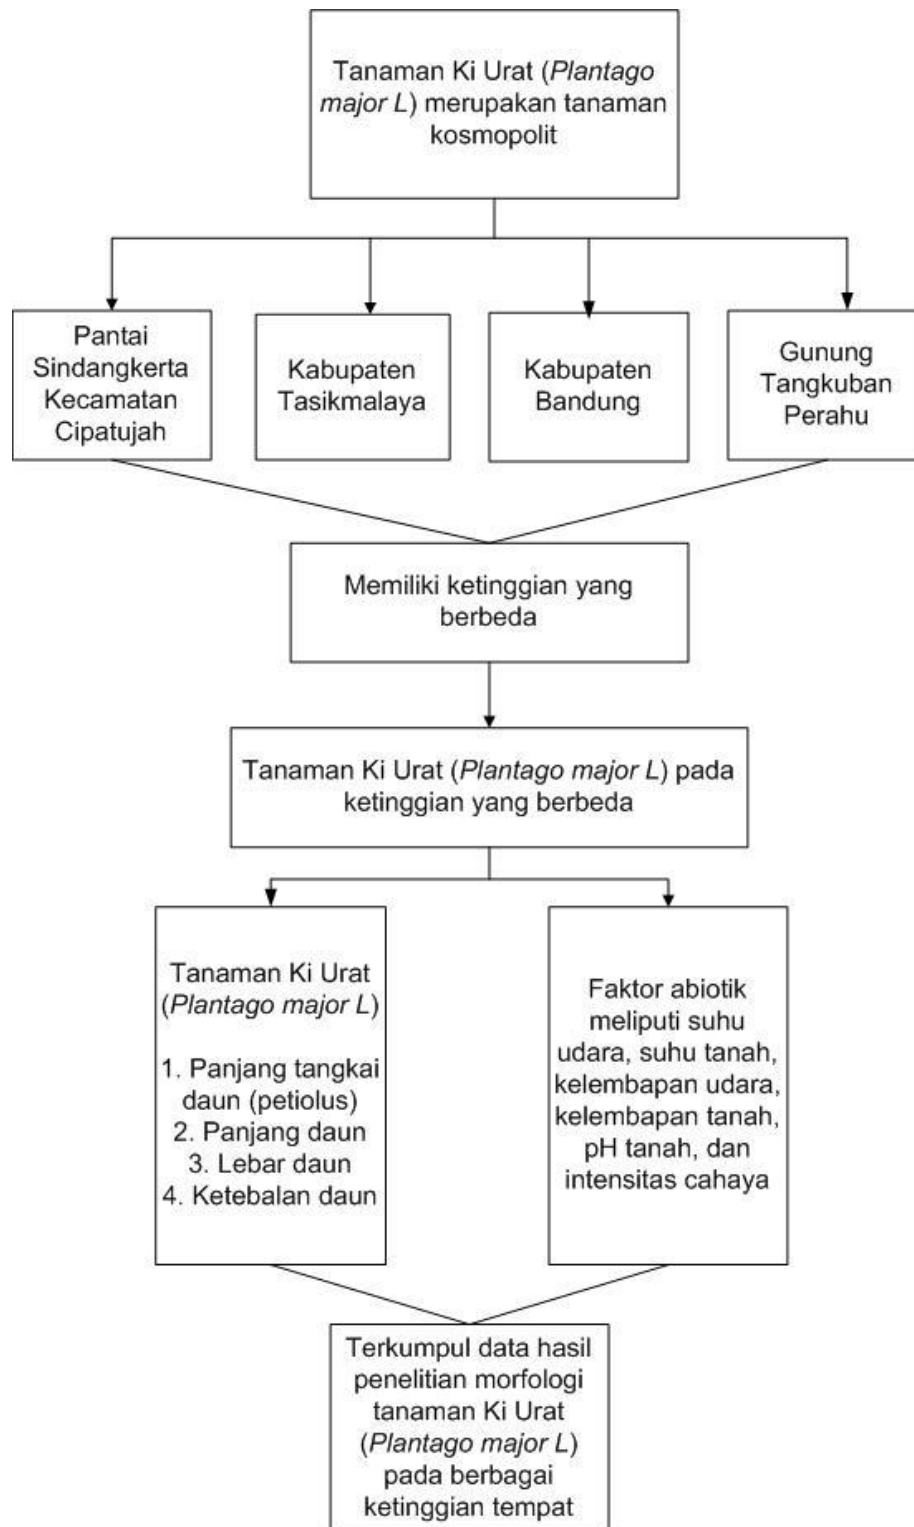 Tanaman Ki Urat (Plantago
major L) merupakan tanaman
kosmopolit
Pantai
Sindangkerta
Kecamatan
Cipatujah
Kabupaten
Tasikmalaya
Kabupaten
Bandung
Gunung
Tangkuban
Perahu
Memiliki ketinggian yang
berbeda
Tanaman Ki Urat (Plantago major L) pada
ketinggian yang berbeda
Tanaman Ki Urat
(Plantago major L)
1. Panjang tangkai
daun (petiolus)
2. Panjang daun
3. Lebar daun
4. Ketebalan daun
Faktor abiotik
meliputi suhu
udara, suhu tanah,
kelembapan udara,
kelembapan tanah,
pH tanah, dan
intensitas cahaya
Terkumpul data hasil
penelitian morfologi
tanaman Ki Urat
(Plantago major L)
pada berbagai
ketinggian tempat